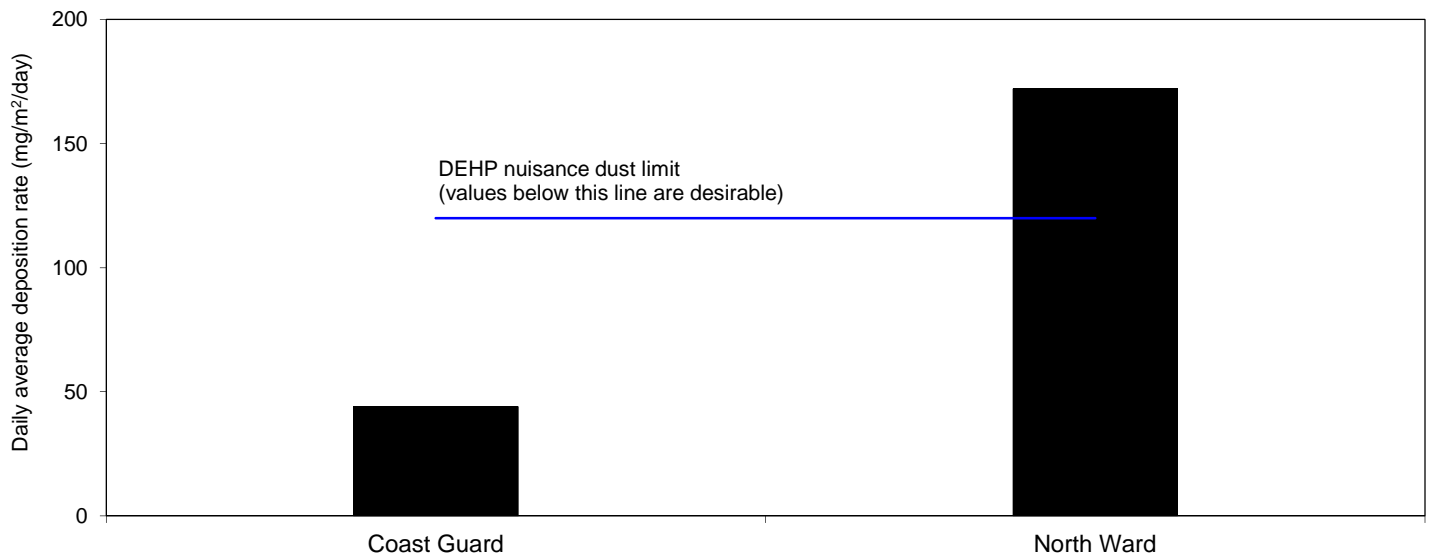 200
150
100
50
0
Daily average deposition rate (mg/m²/day)
DEHP nuisance dust limit
(values below this line are desirable)
Coast Guard
North Ward